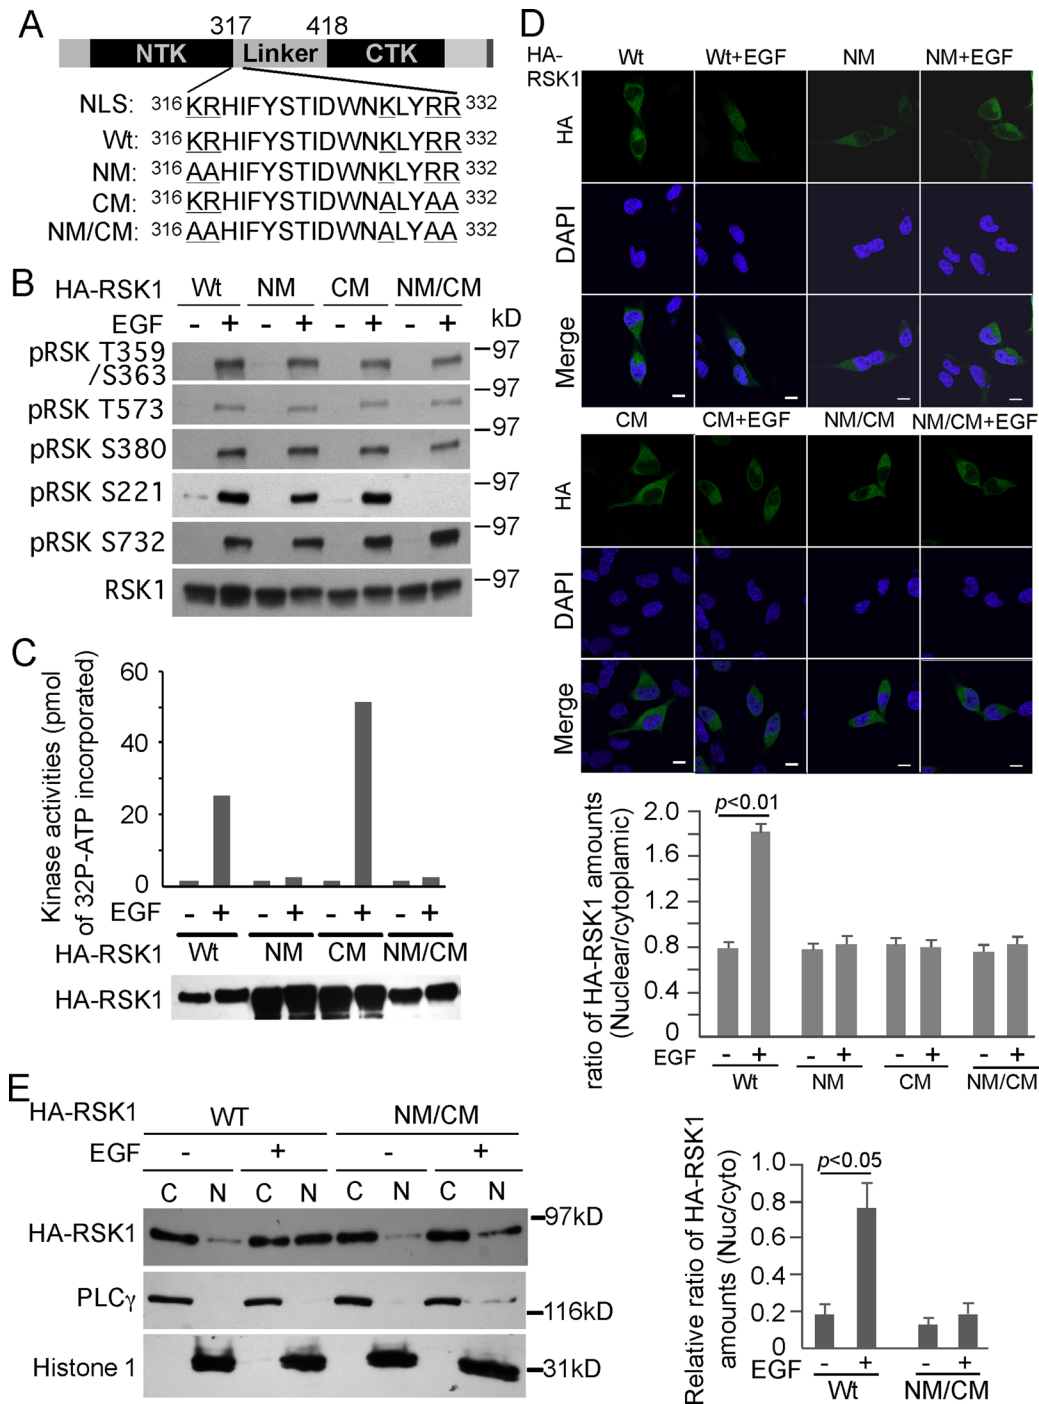 A
317 418
NTK Linker CTK
NLS: 316 KRHIFYSTIDWNKLYRR 332
Wt: 316 KRHIFYSTIDWNKLYRR 332
NM: 316 AAHIFYSTIDWNKLYRR 332
CM: 316 KRHIFYSTIDWNALYAA 332
NM/CM: 316 AAHIFYSTIDWNALYAA 332
B
HA-RSK1 Wt NM CM NM/CM
EGF - + - + - + - + kD
pRSK T359
/S363
97
pRSK T573
97
pRSK S380
97
pRSK S221
97
pRSK S732
97
RSK1
97
C
Kinase activities (pmol
of 32P-ATP incorporated)
60
40
20
0
EGF - + - + - + - +
HA-RSK1 Wt NM CM NM/CM
HA-RSK1
D
HA-
RSK1
Wt Wt+EGF NM NM+EGF
HA
DAPI
Merge
CM CM+EGF NM/CM NM/CM+EGF
HA
DAPI
Merge
ratio of HA-RSK1 amounts
(Nuclear/cytoplamic)
2.0
1.6
1.2
0.8
0.4
0
p<0.01
EGF - + - + - + - +
Wt NM CM NM/CM
E
HA-RSK1 WT NM/CM
EGF - + - +
C N C N C N C N
HA-RSK1
97kD
PLCγ
116kD
Histone 1
31kD
Relative ratio of HA-RSK1
amounts (Nuc/cyto)
1.0
0.8
0.6
0.4
0.2
0
p<0.05
EGF - + - +
Wt NM/CM